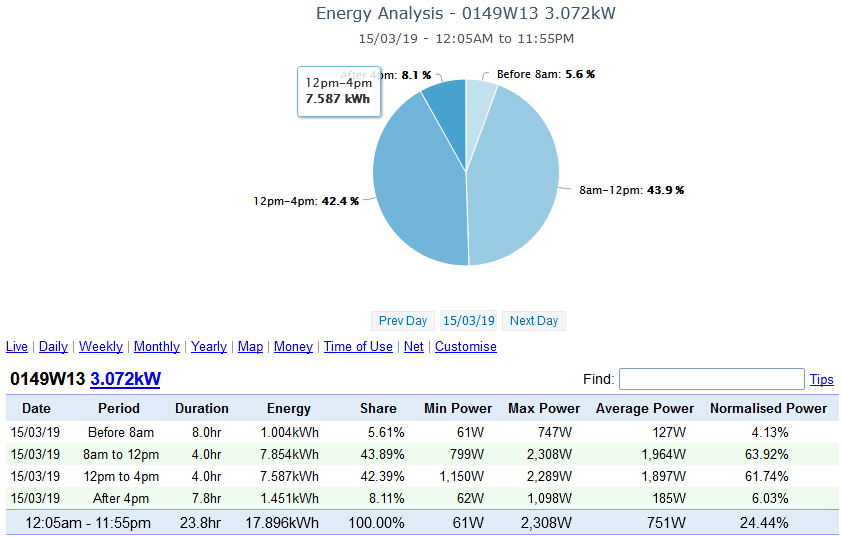 Energy Analysis - 0149W13 3.072kW
15/03/19 - 12:05AM to 11:55PM
After 4pm: 8.1 %
Before 8am: 5.6 %
12pm-4pm
7.587 kWh
8am-12pm: 43.9 %
12pm-4pm: 42.4 %
Prev Day 15/03/19 Next Day
Live | Daily | Weekly | Monthly | Yearly | Map | Money | Time of Use | Net | Customise
0149W13 3.072kW Find: Tips
Date Period Duration Energy Share Min Power Max Power Average Power Normalised Power
15/03/19 Before 8am 8.0hr 1.004kWh 5.61% 61W 747W 127W 4.13%
15/03/19 8am to 12pm 4.0hr 7.854kWh 43.89% 799W 2,308W 1,964W 63.92%
15/03/19 12pm to 4pm 4.0hr 7.587kWh 42.39% 1,150W 2,289W 1,897W 61.74%
15/03/19 After 4pm 7.8hr 1.451kWh 8.11% 62W 1,098W 185W 6.03%
12:05am - 11:55pm 23.8hr 17.896kWh 100.00% 61W 2,308W 751W 24.44%